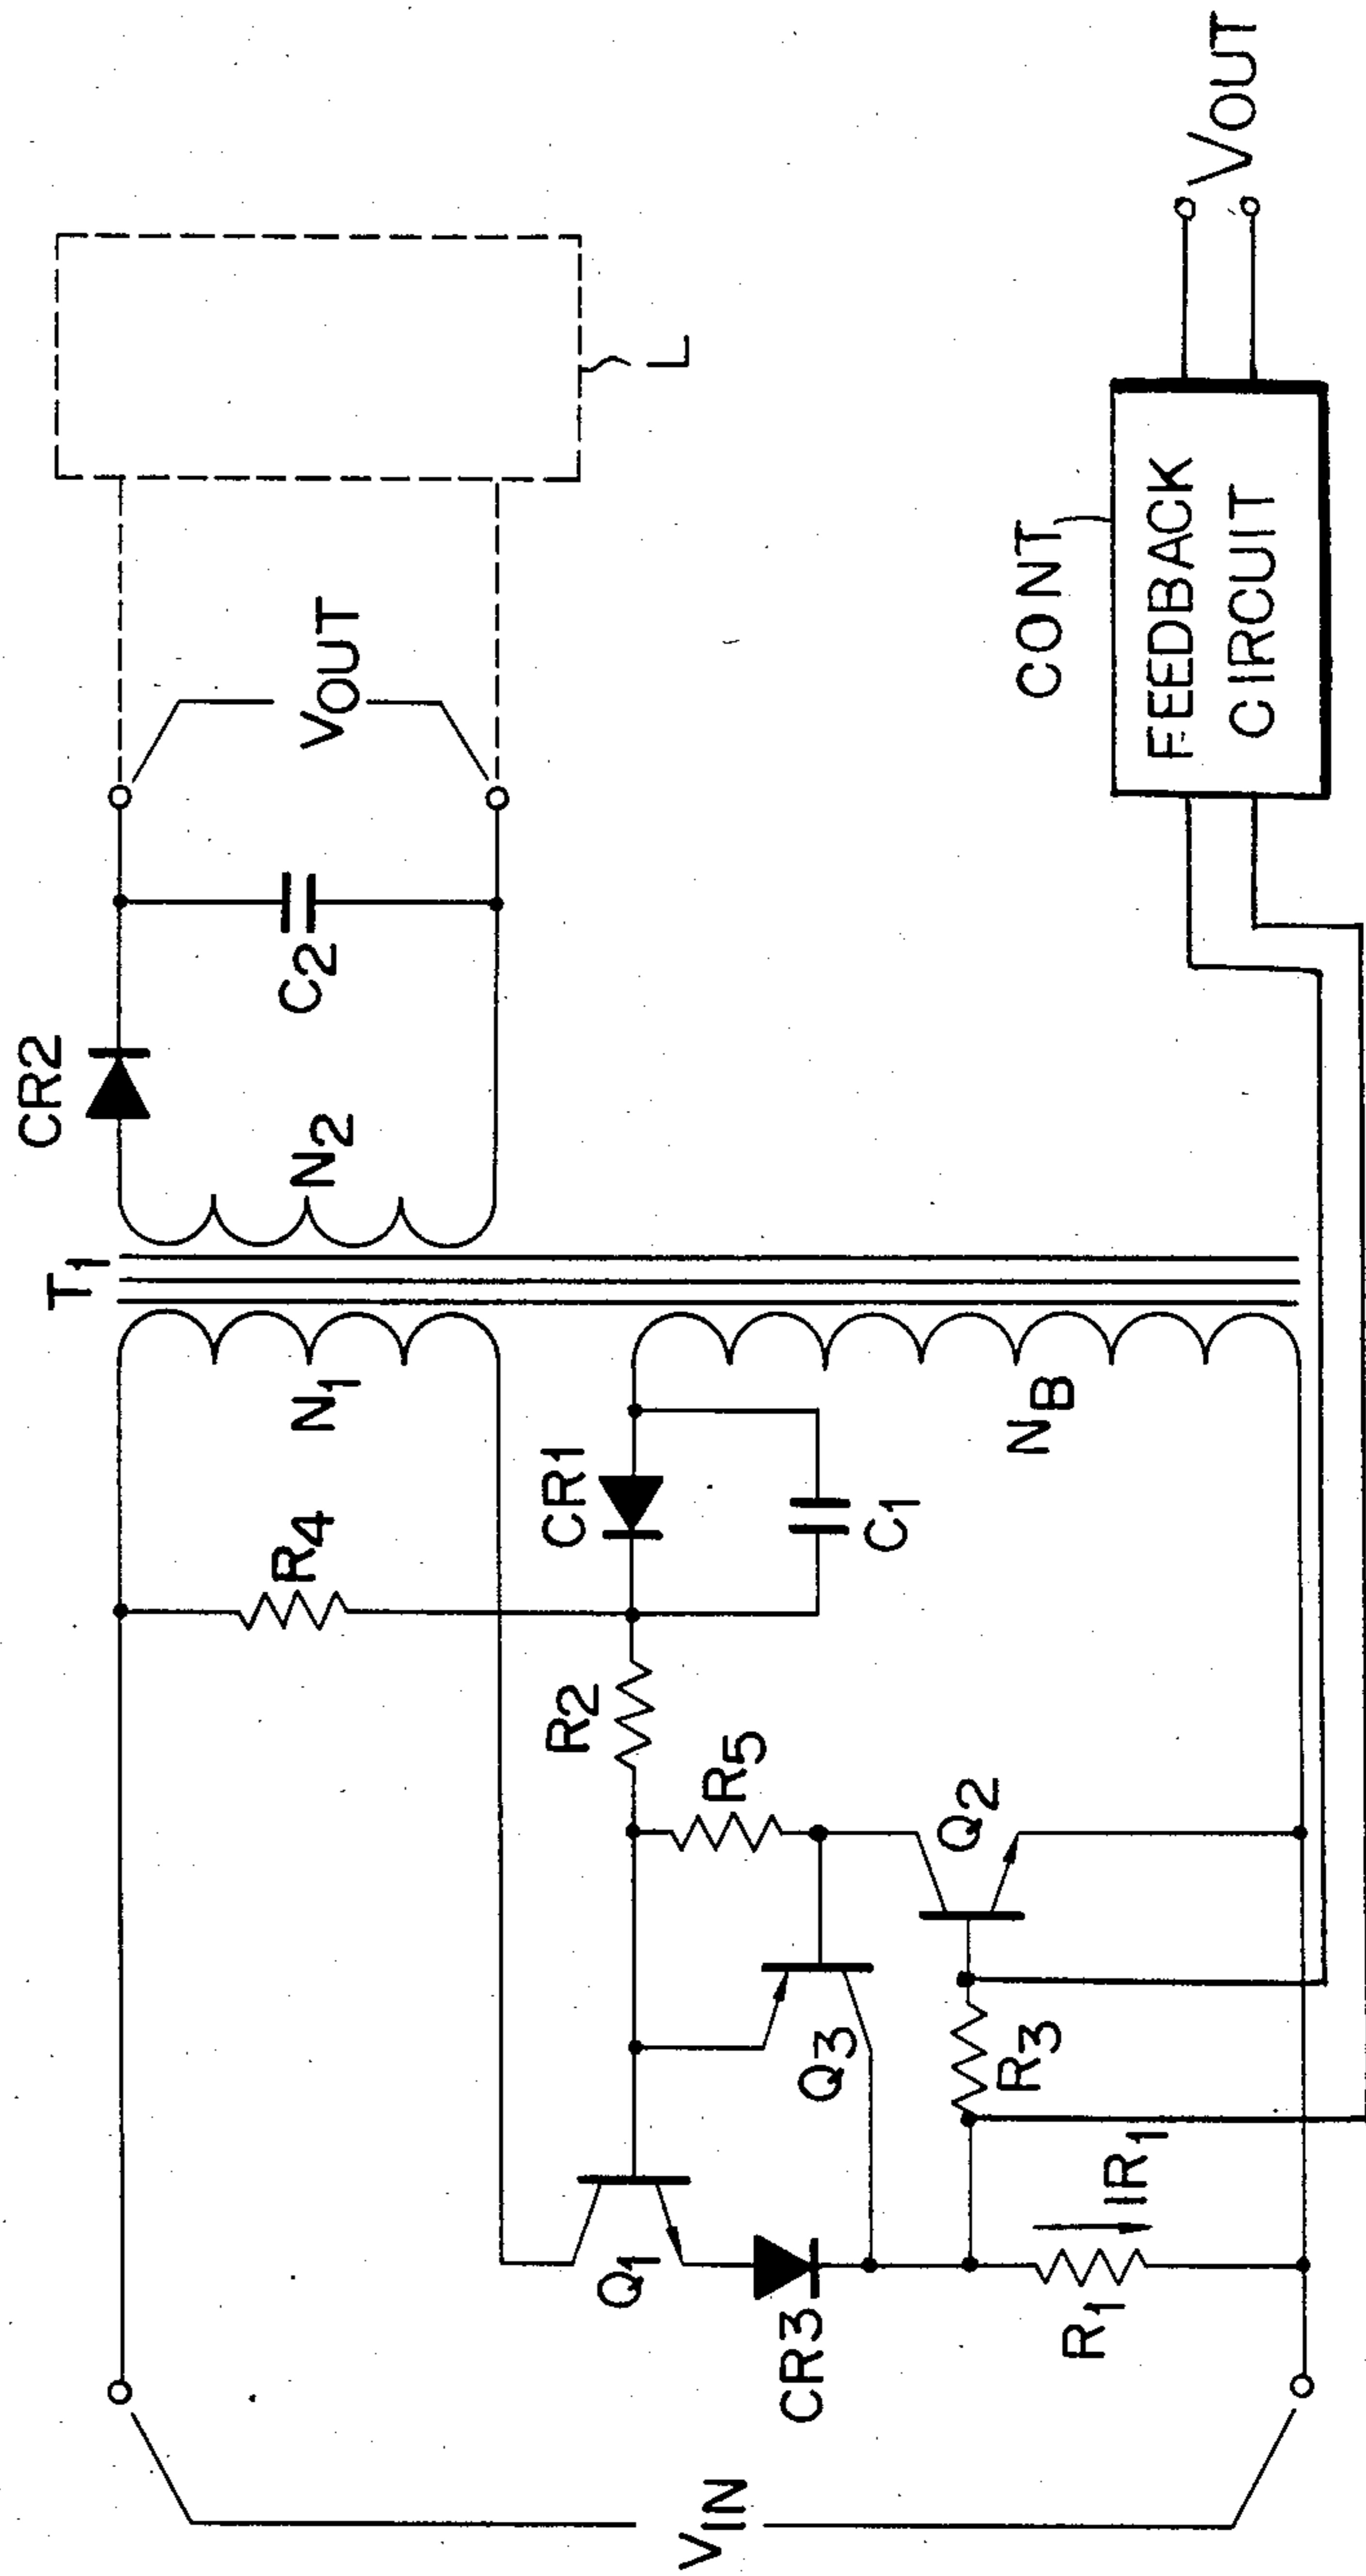 T1
CR2
N1
N2
C2
VOUT
L
R4
CR1
C1
NB
R2
R5
Q1
Q3
Q2
CR3
R3
R1
IR1
VIN
CONT
FEEDBACK
CIRCUIT
VOUT